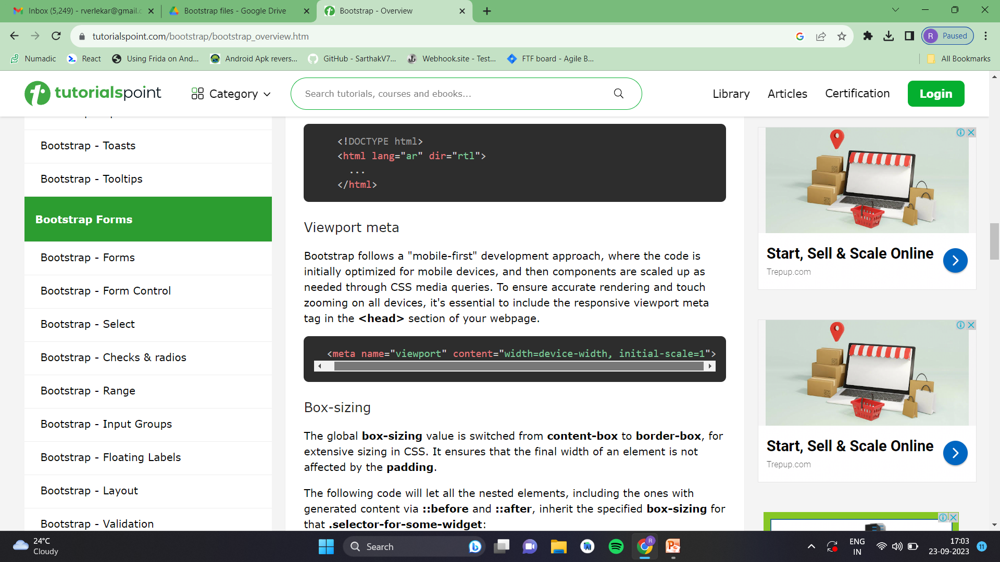 Inbox (5,249) - rverlekar@gmail.c
Bootstrap files - Google Drive
Bootstrap - Overview
tutorialspoint.com/bootstrap/bootstrap_overview.htm
R Paused
Numadic
React
Using Frida on And...
Android Apk revers...
GitHub - SarthakV7...
Webhook.site - Test...
FTF board - Agile B...
All Bookmarks
tutorialspoint
Category
Search tutorials, courses and ebooks...
Library
Articles
Certification
Login
Bootstrap - Toasts
Bootstrap - Tooltips
Bootstrap Forms
Bootstrap - Forms
Bootstrap - Form Control
Bootstrap - Select
Bootstrap - Checks & radios
Bootstrap - Range
Bootstrap - Input Groups
Bootstrap - Floating Labels
Bootstrap - Layout
Bootstrap - Validation
<!DOCTYPE html>
<html lang="ar" dir="rtl">
...
</html>
Viewport meta
Bootstrap follows a "mobile-first" development approach, where the code is
initially optimized for mobile devices, and then components are scaled up as
needed through CSS media queries. To ensure accurate rendering and touch
zooming on all devices, it's essential to include the responsive viewport meta
tag in the <head> section of your webpage.
<meta name="viewport" content="width=device-width, initial-scale=1">
Box-sizing
The global box-sizing value is switched from content-box to border-box, for
extensive sizing in CSS. It ensures that the final width of an element is not
affected by the padding.
The following code will let all the nested elements, including the ones with
generated content via ::before and ::after, inherit the specified box-sizing for
that .selector-for-some-widget:
Start, Sell & Scale Online
Trepup.com
Start, Sell & Scale Online
Trepup.com
24°C
Cloudy
Search
R
ENG
IN
17:03
23-09-2023
11